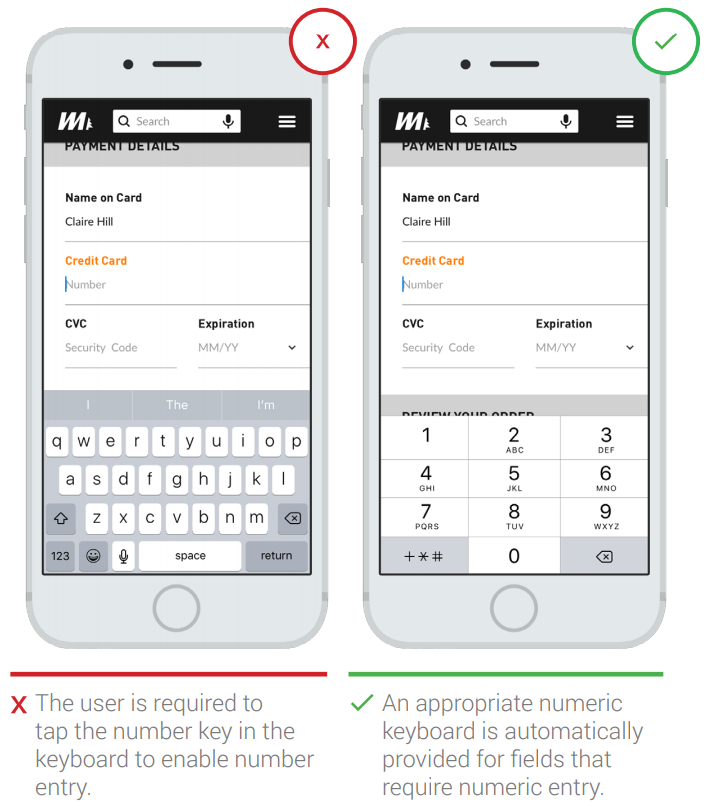 X
Search
PAYMENT DETAILS
Name on Card
Claire Hill
Credit Card
Number
CVC
Expiration
Security Code
MM/YY
I
The
I'm
q w e r t y u i o p
a s d f g h j k l
z x c v b n m
123
space
return
X The user is required to
tap the number key in the
keyboard to enable number
entry.
Search
PAYMENT DETAILS
Name on Card
Claire Hill
Credit Card
Number
CVC
Expiration
Security Code
MM/YY
REVIEW YOUR ORDER
1
2
3
ABC
DEF
4
5
6
GHI
JKL
MNO
7
8
9
PQRS
TUV
WXYZ
+*#
0
An appropriate numeric
keyboard is automatically
provided for fields that
require numeric entry.